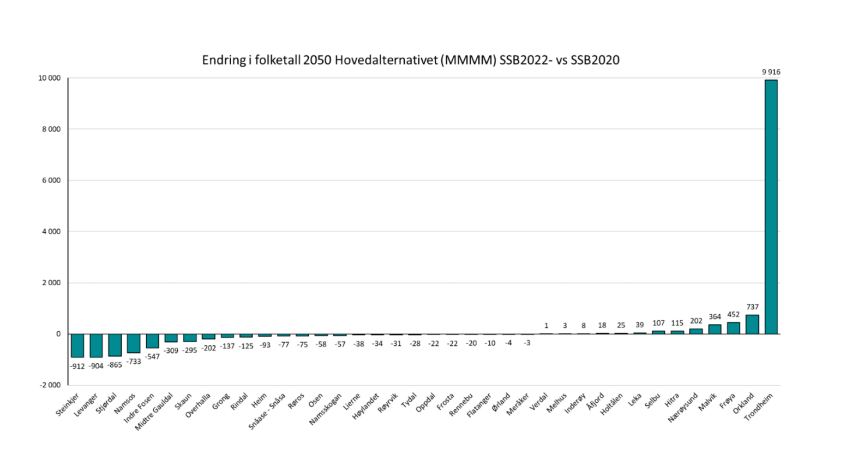 Endring i folketall 2050 Hovedalternativet (MMMM) SSB2022- vs SSB2020
10 000
8 000
6 000
4 000
2 000
0
-2 000
-912
-904
-865
-733
-547
-309
-295
-202
-137
-125
-93
-77
-75
-58
-57
-38
-34
-31
-28
-22
-22
-20
-10
-4
-3
1
3
8
18
25
39
107
115
202
364
452
737
9 916
Steinkjer
Levanger
Stjørdal
Namsos
Indre Fosen
Midtre Gauldal
Skaun
Overhalla
Grong
Rindal
Heim
Snåase - Snåsa
Røros
Osen
Namskogan
Lierne
Høylandet
Røyrvik
Tydal
Oppdal
Frosta
Rennebu
Flatanger
Ørland
Meråker
Verdal
Melhus
Inderøy
Åfjord
Holtålen
Leka
Selbu
Hitra
Nærøysund
Malvik
Frøya
Orkland
Trondheim